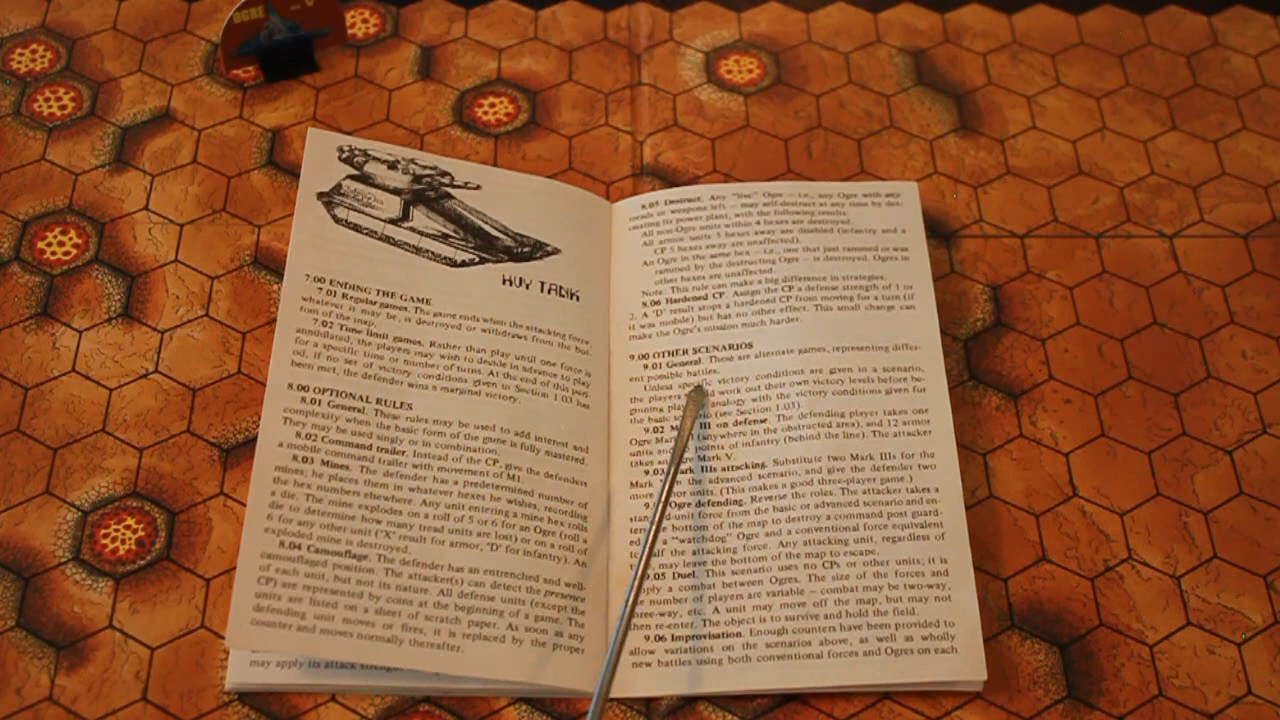 OGRE
HVY TANK
7.00 ENDING THE GAME
7.01 Regular games. The game ends when the attacking force,
whatever it may be, is destroyed or withdraws from the bot-
tom of the map.
7.02 Time limit games. Rather than play until one force is
annihilated, the players may wish to decide in advance to play
for a specific time or number of turns. At the end of this peri-
od, if no set of victory conditions given in Section 1.03 has
been met, the defender wins a marginal victory.
8.00 OPTIONAL RULES
8.01 General. These rules may be used to add interest and
complexity when the basic form of the game is fully mastered.
They may be used singly or in combination.
8.02 Command trailer. Instead of the CP, give the defenders
a mobile command trailer with movement of M1.
8.03 Mines. The defender has a predetermined number of
mines; he places them in whatever hexes he wishes, recording
the hex numbers elsewhere. Any unit entering a mine hex rolls
a die. The mine explodes on a roll of 5 or 6 for an Ogre (roll a
die to determine how many tread units are lost) or on a roll of
6 for any other unit ("X" result for armor, "D" for infantry). An
exploded mine is destroyed.
8.04 Camouflage. The defender has an entrenched and well-
camouflaged position. The attacker(s) can detect the presence
of each unit, but not its nature. All defense units (except the
CP) are represented by coins at the beginning of a game. The
units are listed on a sheet of scratch paper. As soon as any
defending unit moves or fires, it is replaced by the proper
counter and moves normally thereafter.
may apply its attack
8.05 Destruct. Any "live" Ogre — i.e., any Ogre with any
treads or weapons left — may self-destruct at any time by det-
onating its power plant, with the following results:
All non-Ogre units within 4 hexes are destroyed.
All armor units 5 hexes away are disabled (infantry and a
CP 5 hexes away are unaffected).
An Ogre in the same hex — i.e., one that just rammed or was
rammed by the destructing Ogre — is destroyed. Ogres in
other hexes are unaffected.
Note: This rule can make a big difference in strategies.
8.06 Hardened CP. Assign the CP a defense strength of 1 or
2. A 'D' result stops a hardened CP from moving for a turn (if
it was mobile) but has no other effect. This small change can
make the Ogre's mission much harder.
9.00 OTHER SCENARIOS
9.01 General. These are alternate games, representing differ-
ent possible battles.
Unless specific victory conditions are given in a scenario,
the players work out their own victory levels before be-
ginning analogy with the victory conditions given for
the basic (see Section 1.03).
9.02 III on defense. The defending player takes one
Ogre (anywhere in the obstructed area), and 12 armor
units points of infantry (behind the line). The attacker
takes Mark V.
9.03 Mark IIIs attacking. Substitute two Mark IIIs for the
Mark the advanced scenario, and give the defender two
more units. (This makes a good three-player game.)
Ogre defending. Reverse the roles. The attacker takes a
unit force from the basic or advanced scenario and en-
bottom of the map to destroy a command post guard-
ed a "watchdog" Ogre and a conventional force equivalent
the attacking force. Any attacking unit, regardless of
may leave the bottom of the map to escape.
9.05 Duel. This scenario uses no CPs or other units; it is
a combat between Ogres. The size of the forces and
number of players are variable — combat may be two-way,
three-way, etc. A unit may move off the map, but may not
then re-enter. The object is to survive and hold the field.
9.06 Improvisation. Enough counters have been provided to
allow variations on the scenarios above, as well as wholly
new battles using both conventional forces and Ogres on each